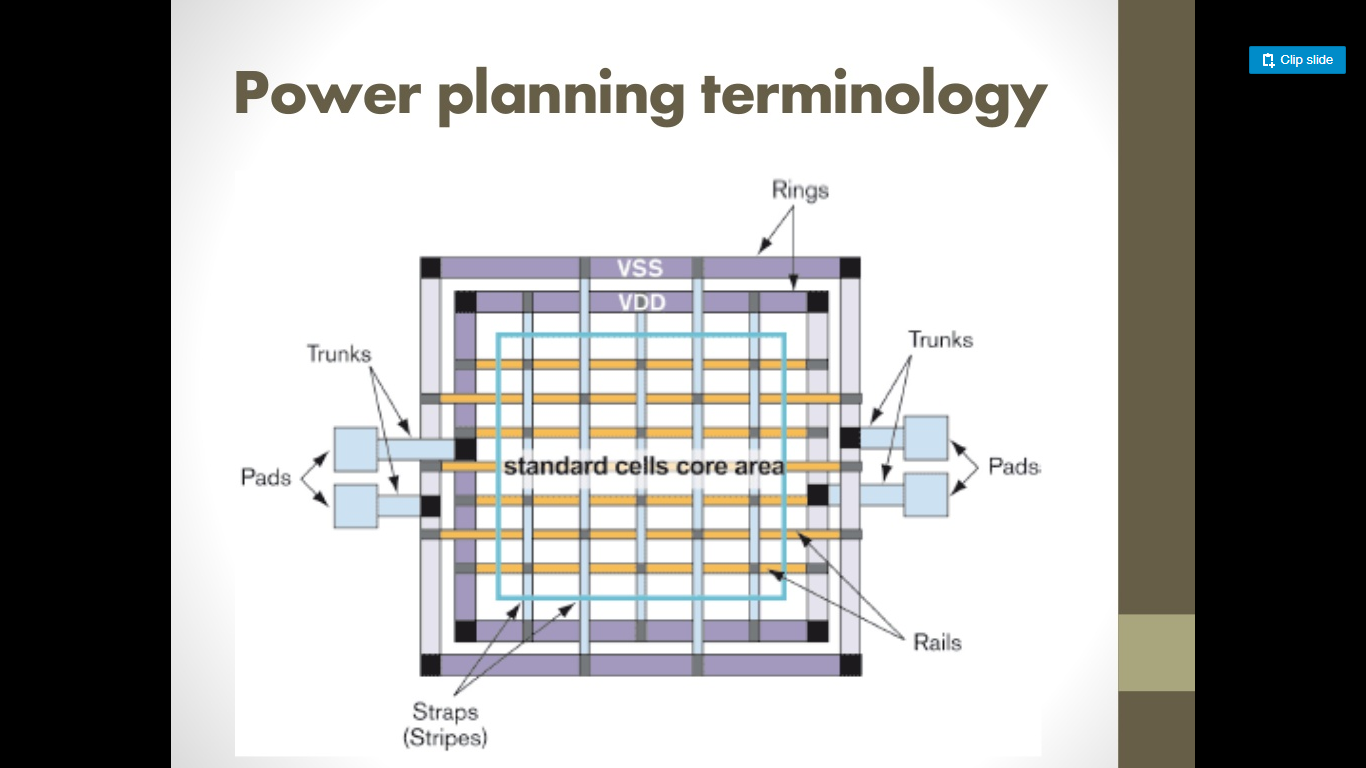 Clip slide
Power planning terminology
Rings
VSS
VDD
Trunks
Trunks
standard cells core area
Pads
Pads
Rails
Straps
(Stripes)